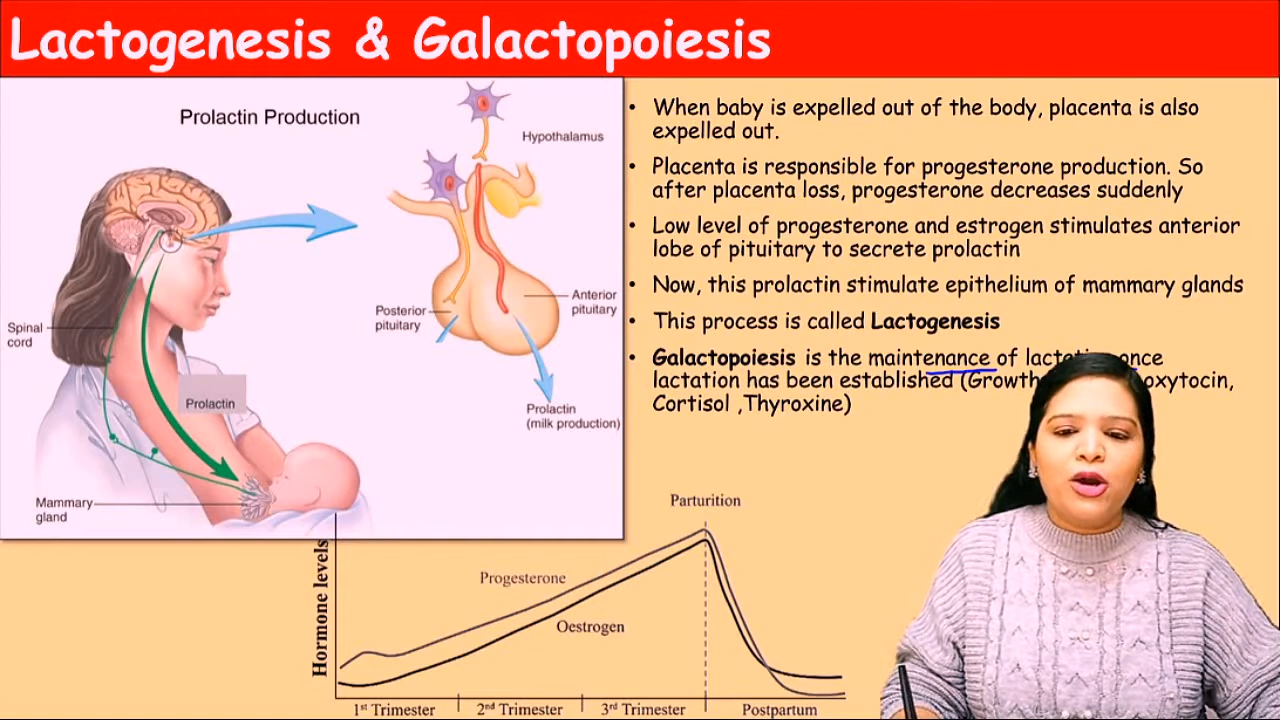 Lactogenesis & Galactopoiesis
Prolactin Production
Hypothalamus
Posterior
pituitary
Anterior
pituitary
Spinal
cord
Prolactin
Prolactin
(milk production)
Mammary
gland
• When baby is expelled out of the body, placenta is also
expelled out.
• Placenta is responsible for progesterone production. So
after placenta loss, progesterone decreases suddenly
• Low level of progesterone and estrogen stimulates anterior
lobe of pituitary to secrete prolactin
• Now, this prolactin stimulate epithelium of mammary glands
• This process is called Lactogenesis
• Galactopoiesis is the maintenance of once
lactation has been established (Growth oxytocin,
Cortisol ,Thyroxine)
Parturition
Progesterone
Oestrogen
Hormone levels
1st Trimester
2nd Trimester
3rd Trimester
Postpartum